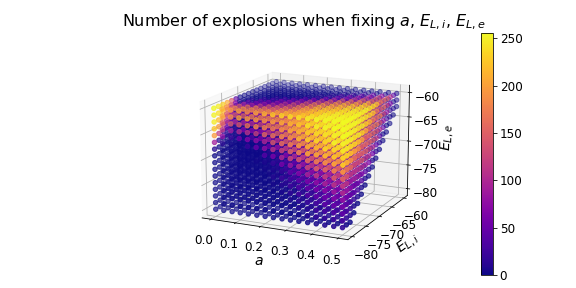 Number of explosions when fixing a, E_{L,i}, E_{L,e}
250
200
150
100
50
0
−60
−65
−70
−75
−80
E_{L,e}
0.0 0.1 0.2 0.3 0.4 0.5
a
−80 −75 −70 −65 −60
E_{L,i}